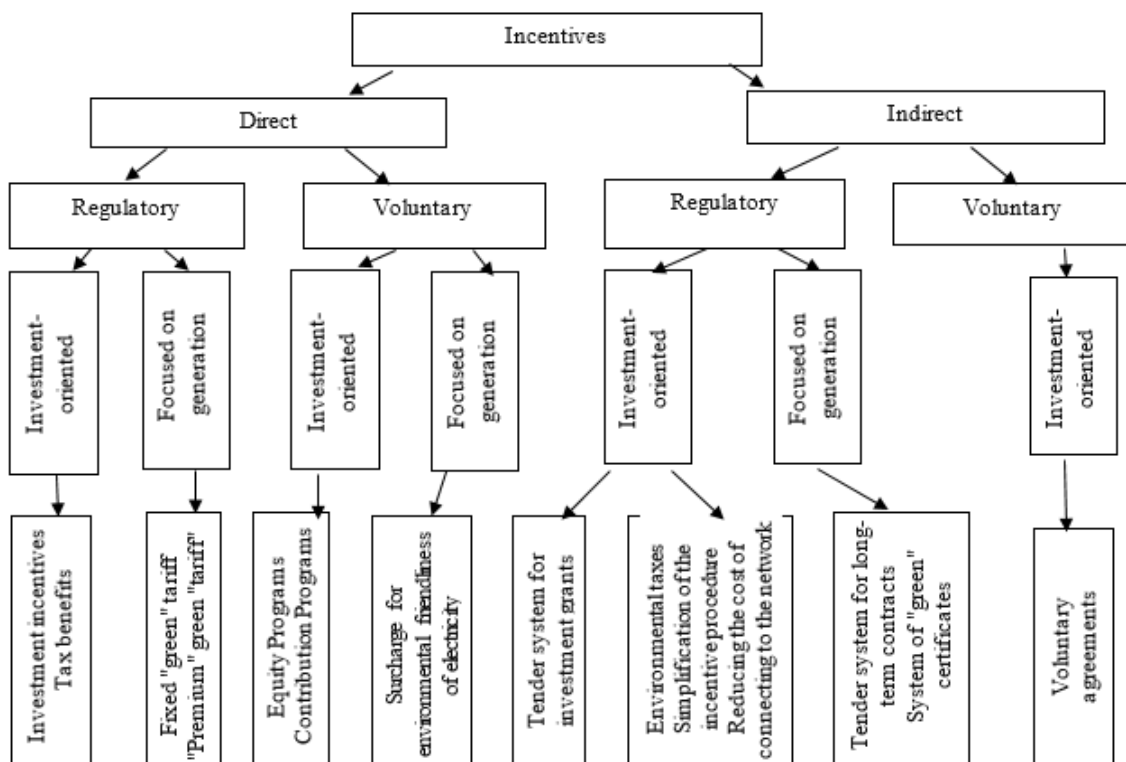 Incentives
Direct
Indirect
Regulatory
Voluntary
Regulatory
Voluntary
Investment-
oriented
Focused on
generation
Investment-
oriented
Focused on
generation
Investment-
oriented
Focused on
generation
Investment-
oriented
Investment incentives
Tax benefits
Fixed "green" tariff
"Premium" green "tariff"
Equity Programs
Contribution Programs
Surcharge for
environmental friendliness
of electricity
Tender system for
investment grants
Environmental taxes
Simplification of the
incentive procedure
Reducing the cost of
connecting to the network
Tender system for long-
term contracts
System of "green"
certificates
Voluntary
agreements